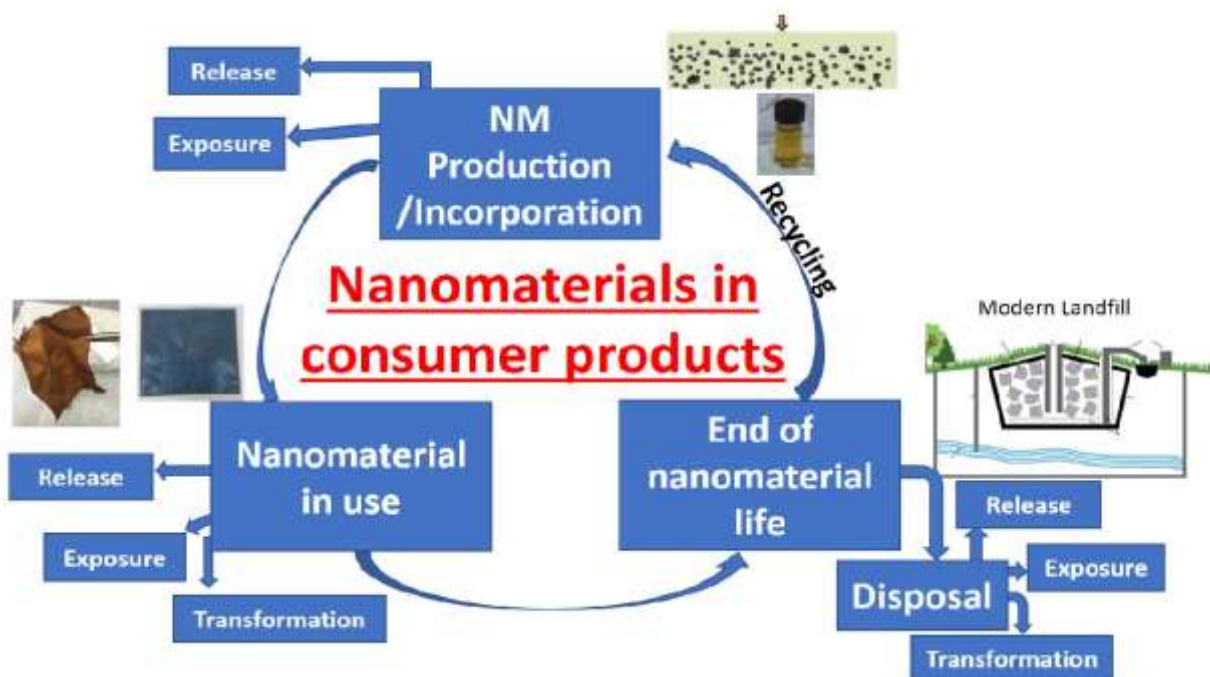 Release
Exposure
NM
Production
/Incorporation
Recycling
Nanomaterials in
consumer products
Modern Landfill
Nanomaterial
in use
Release
Exposure
Transformation
End of
nanomaterial
life
Release
Exposure
Disposal
Transformation